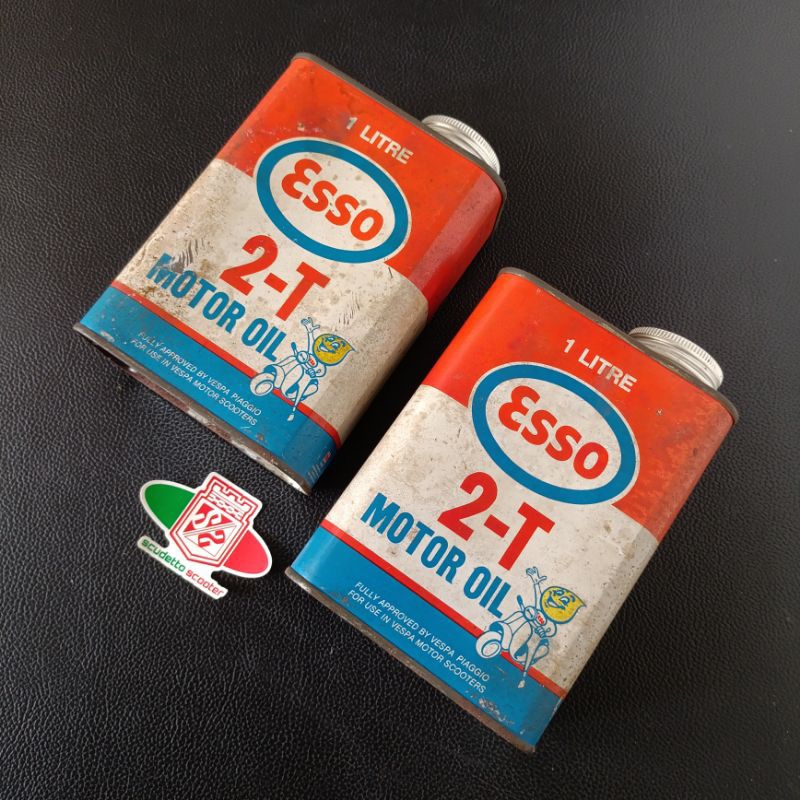 1 LITRE
Esso
2-T
MOTOR OIL
FULLY APPROVED BY VESPA PIAGGIO
FOR USE IN VESPA MOTOR SCOOTERS
1 LITRE
Esso
2-T
MOTOR OIL
FULLY APPROVED BY VESPA PIAGGIO
FOR USE IN VESPA MOTOR SCOOTERS
scudetto scooter